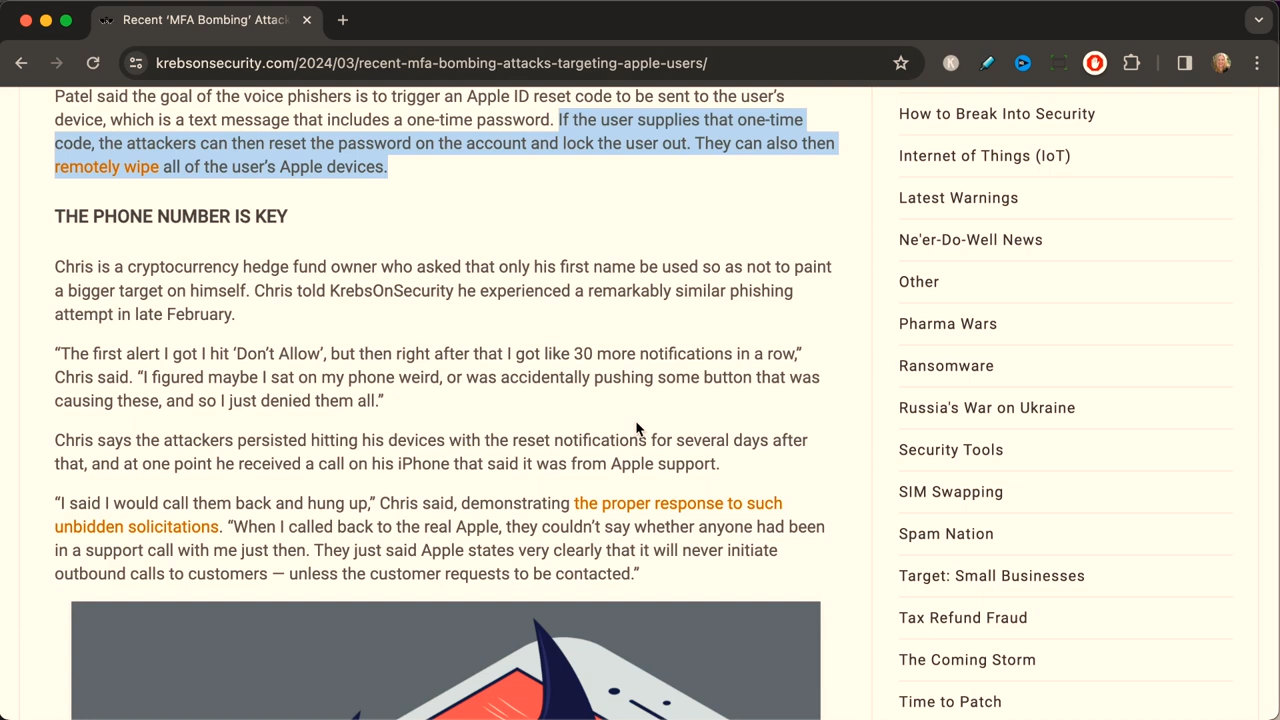 Recent ‘MFA Bombing’ Attack
krebsonsecurity.com/2024/03/recent-mfa-bombing-attacks-targeting-apple-users/
K
Patel said the goal of the voice phishers is to trigger an Apple ID reset code to be sent to the user’s
device, which is a text message that includes a one-time password. If the user supplies that one-time
code, the attackers can then reset the password on the account and lock the user out. They can also then
remotely wipe all of the user’s Apple devices.
THE PHONE NUMBER IS KEY
Chris is a cryptocurrency hedge fund owner who asked that only his first name be used so as not to paint
a bigger target on himself. Chris told KrebsOnSecurity he experienced a remarkably similar phishing
attempt in late February.
“The first alert I got I hit ‘Don’t Allow’, but then right after that I got like 30 more notifications in a row,”
Chris said. “I figured maybe I sat on my phone weird, or was accidentally pushing some button that was
causing these, and so I just denied them all.”
Chris says the attackers persisted hitting his devices with the reset notifications for several days after
that, and at one point he received a call on his iPhone that said it was from Apple support.
“I said I would call them back and hung up,” Chris said, demonstrating the proper response to such
unbidden solicitations. “When I called back to the real Apple, they couldn’t say whether anyone had been
in a support call with me just then. They just said Apple states very clearly that it will never initiate
outbound calls to customers — unless the customer requests to be contacted.”
How to Break Into Security
Internet of Things (IoT)
Latest Warnings
Ne'er-Do-Well News
Other
Pharma Wars
Ransomware
Russia's War on Ukraine
Security Tools
SIM Swapping
Spam Nation
Target: Small Businesses
Tax Refund Fraud
The Coming Storm
Time to Patch